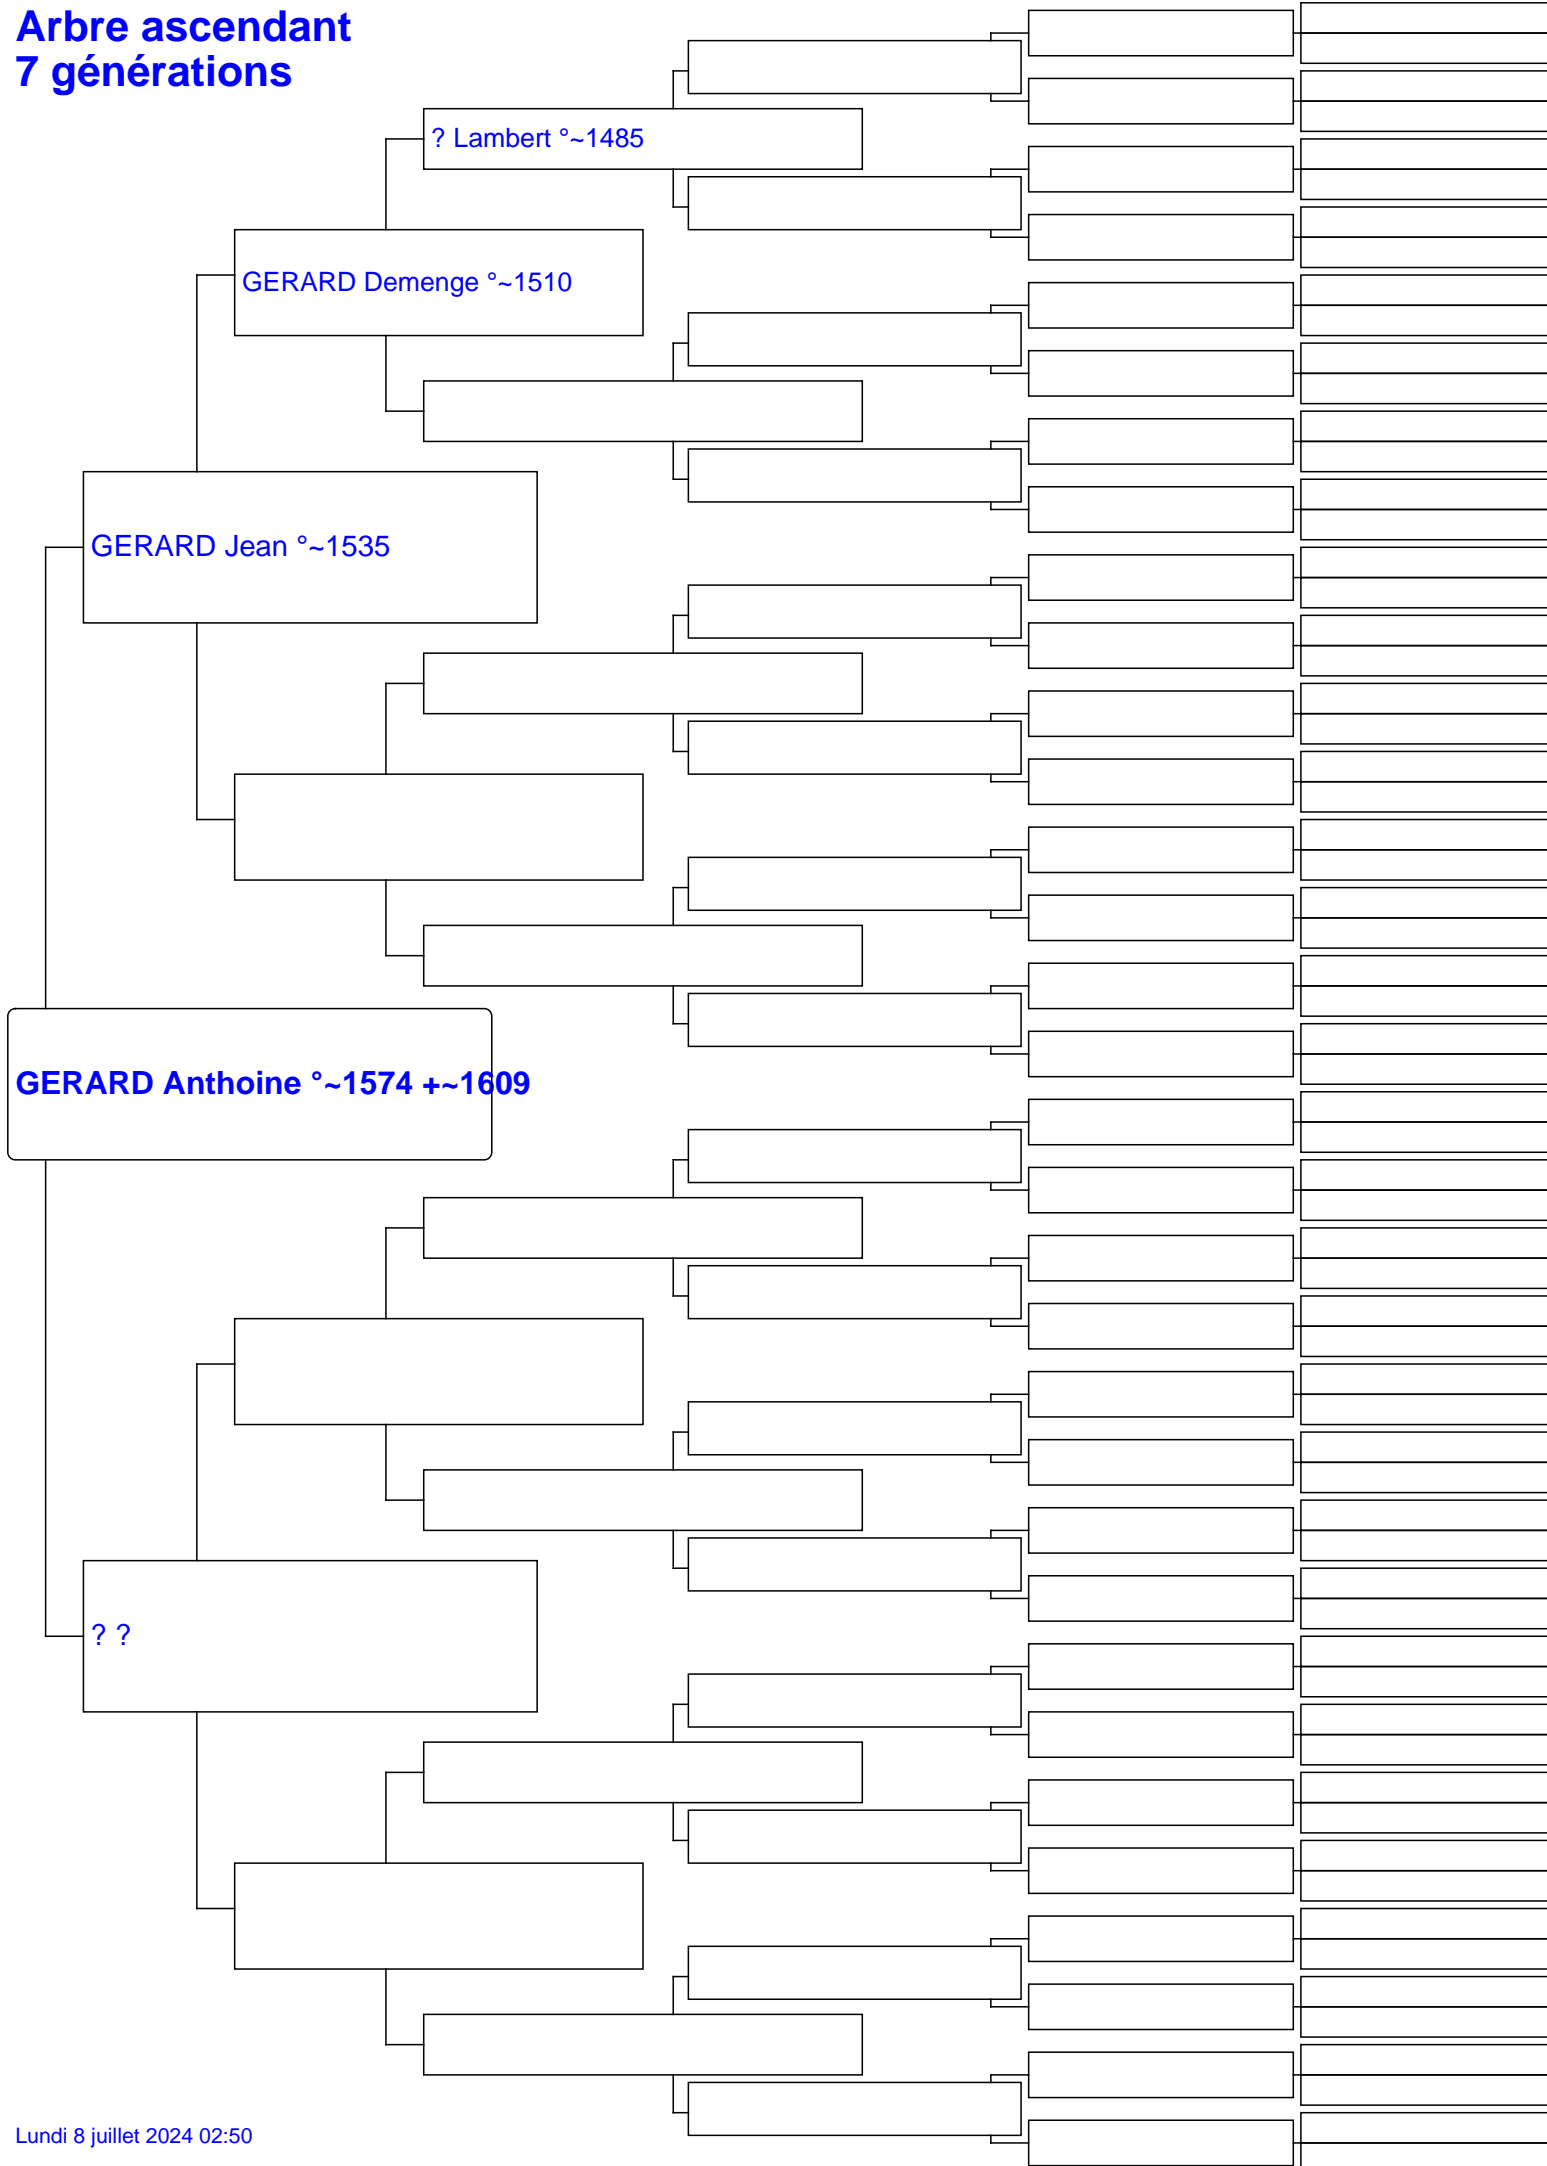 Arbre ascendant
7 générations
? Lambert °~1485
GERARD Demenge °~1510
GERARD Jean °~1535
GERARD Anthoine °~1574 +~1609
? ?
Lundi 8 juillet 2024 02:50